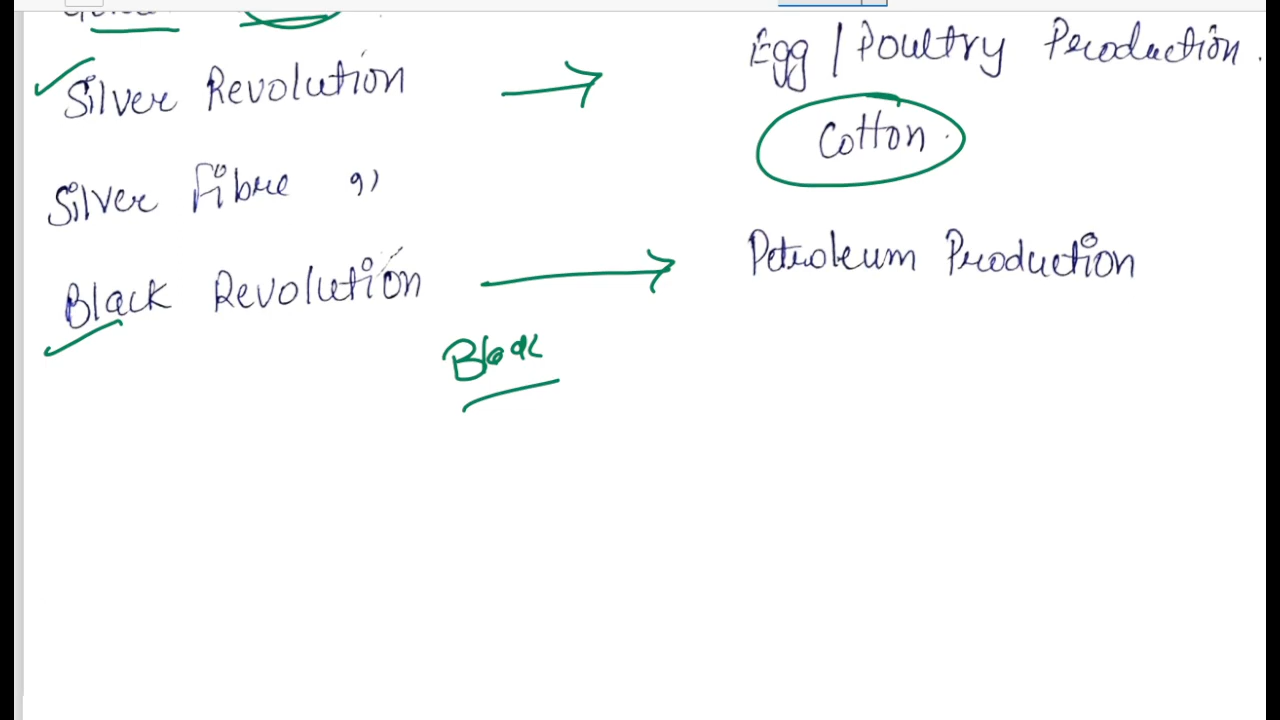 Silver Revolution → Egg / Poultry Production.
Cotton.
Silver Fibre ")
Black Revolution → Petroleum Production
Black